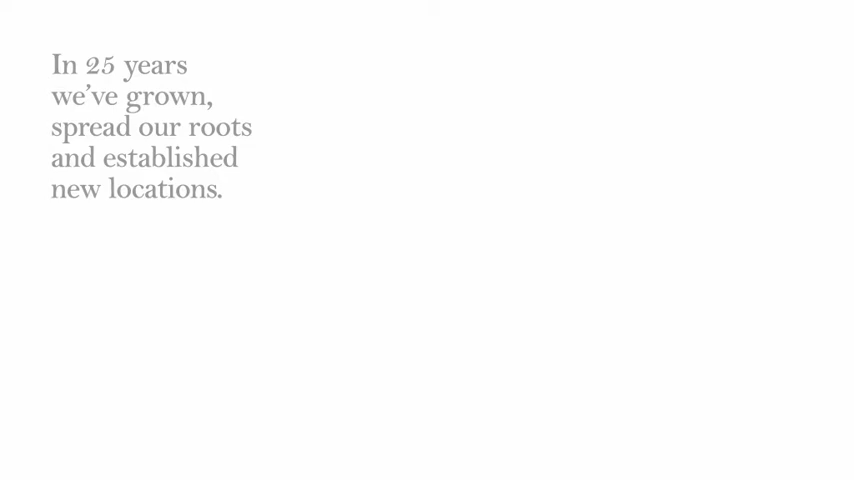 In 25 years
we’ve grown,
spread our roots
and established
new locations.